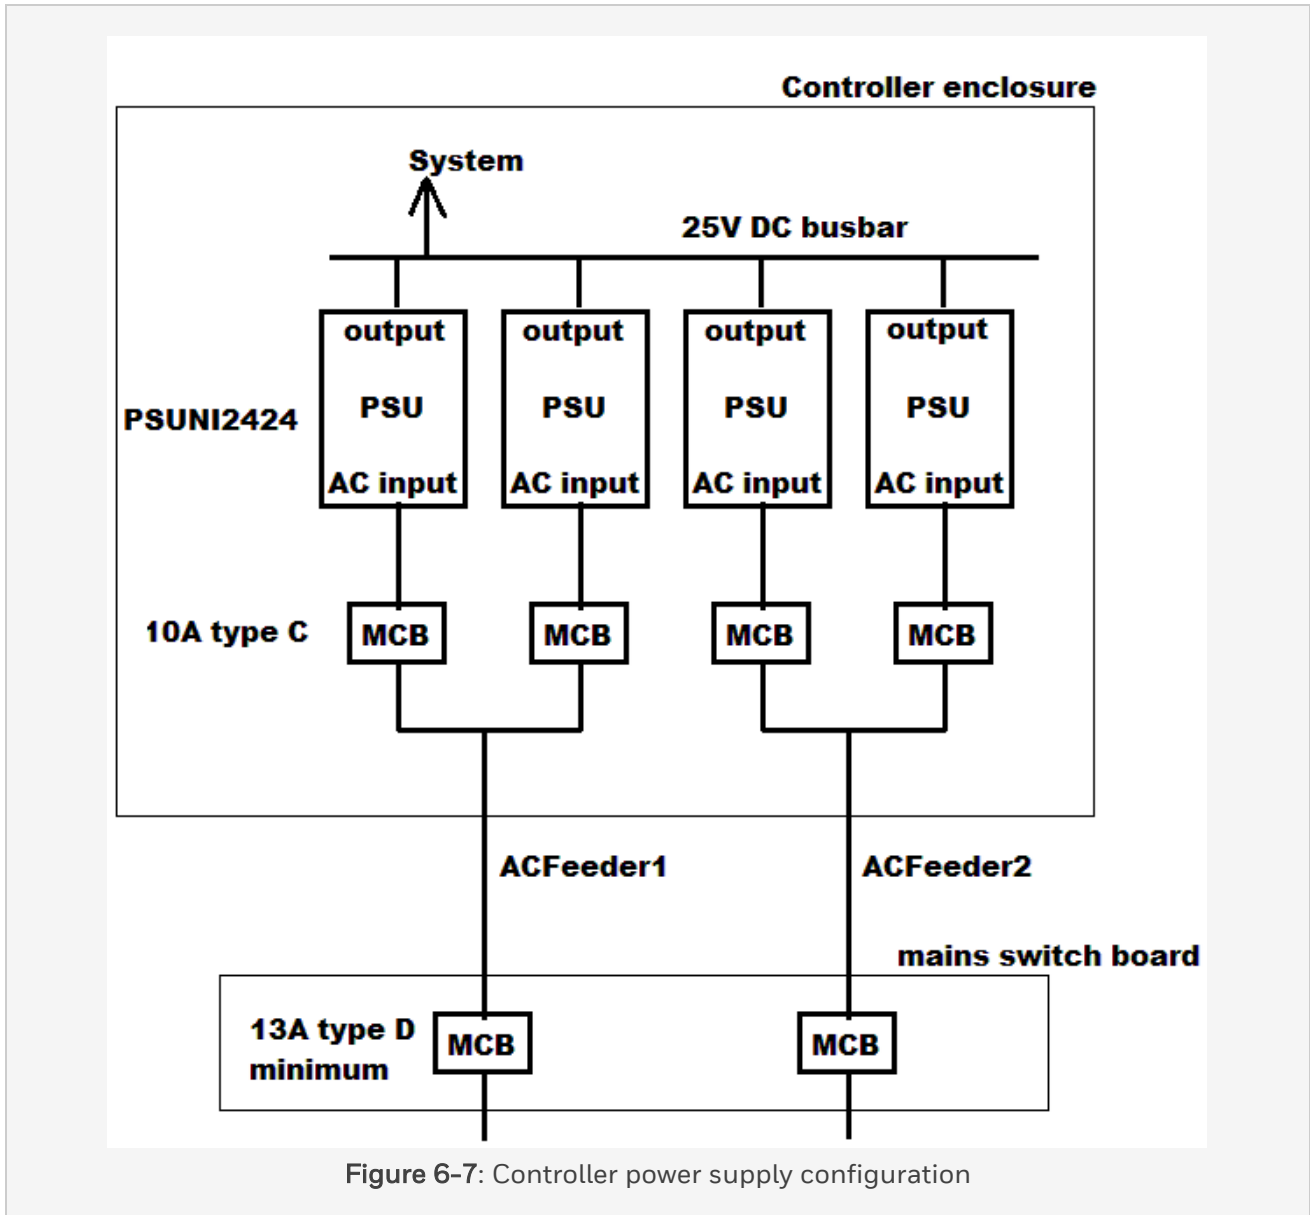 Controller enclosure
System
25V DC busbar
output output output output
PSUNI2424 PSU PSU PSU PSU
AC input AC input AC input AC input
10A type C MCB MCB MCB MCB
ACFeeder1 ACFeeder2
mains switch board
13A type D
minimum
MCB MCB
Figure 6-7: Controller power supply configuration